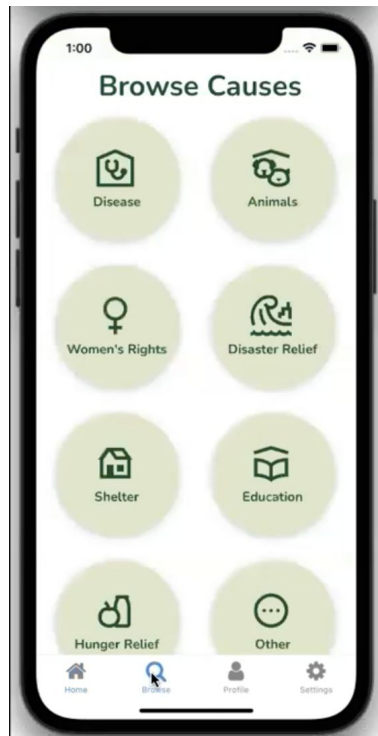 1:00
Browse Causes
Disease
Animals
Women's Rights
Disaster Relief
Shelter
Education
Hunger Relief
Other
Home
Browse
Profile
Settings